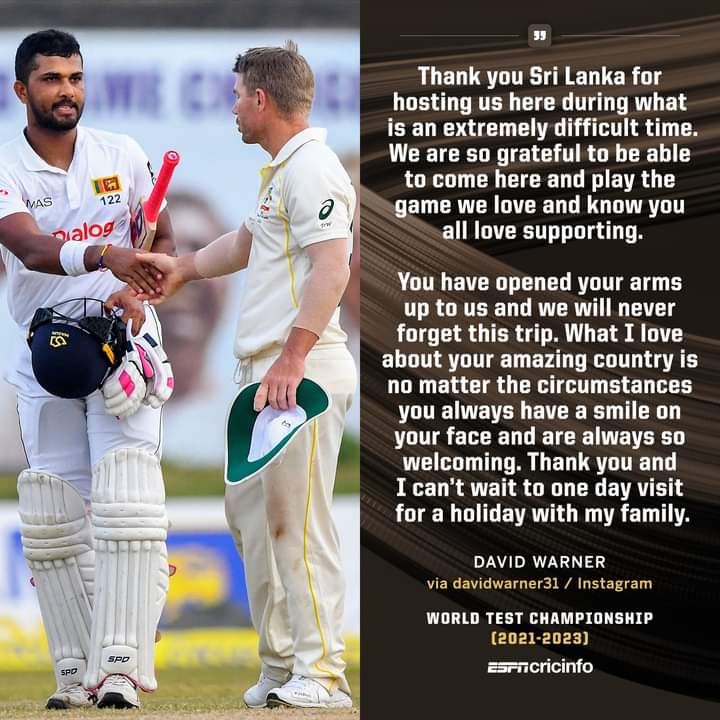 MAS
122
Dialog
TW
SPD
SPD
”
Thank you Sri Lanka for
hosting us here during what
is an extremely difficult time.
We are so grateful to be able
to come here and play the
game we love and know you
all love supporting.
You have opened your arms
up to us and we will never
forget this trip. What I love
about your amazing country is
no matter the circumstances
you always have a smile on
your face and are always so
welcoming. Thank you and
I can't wait to one day visit
for a holiday with my family.
DAVID WARNER
via davidwarner31 / Instagram
WORLD TEST CHAMPIONSHIP
(2021-2023)
ESPNcricinfo